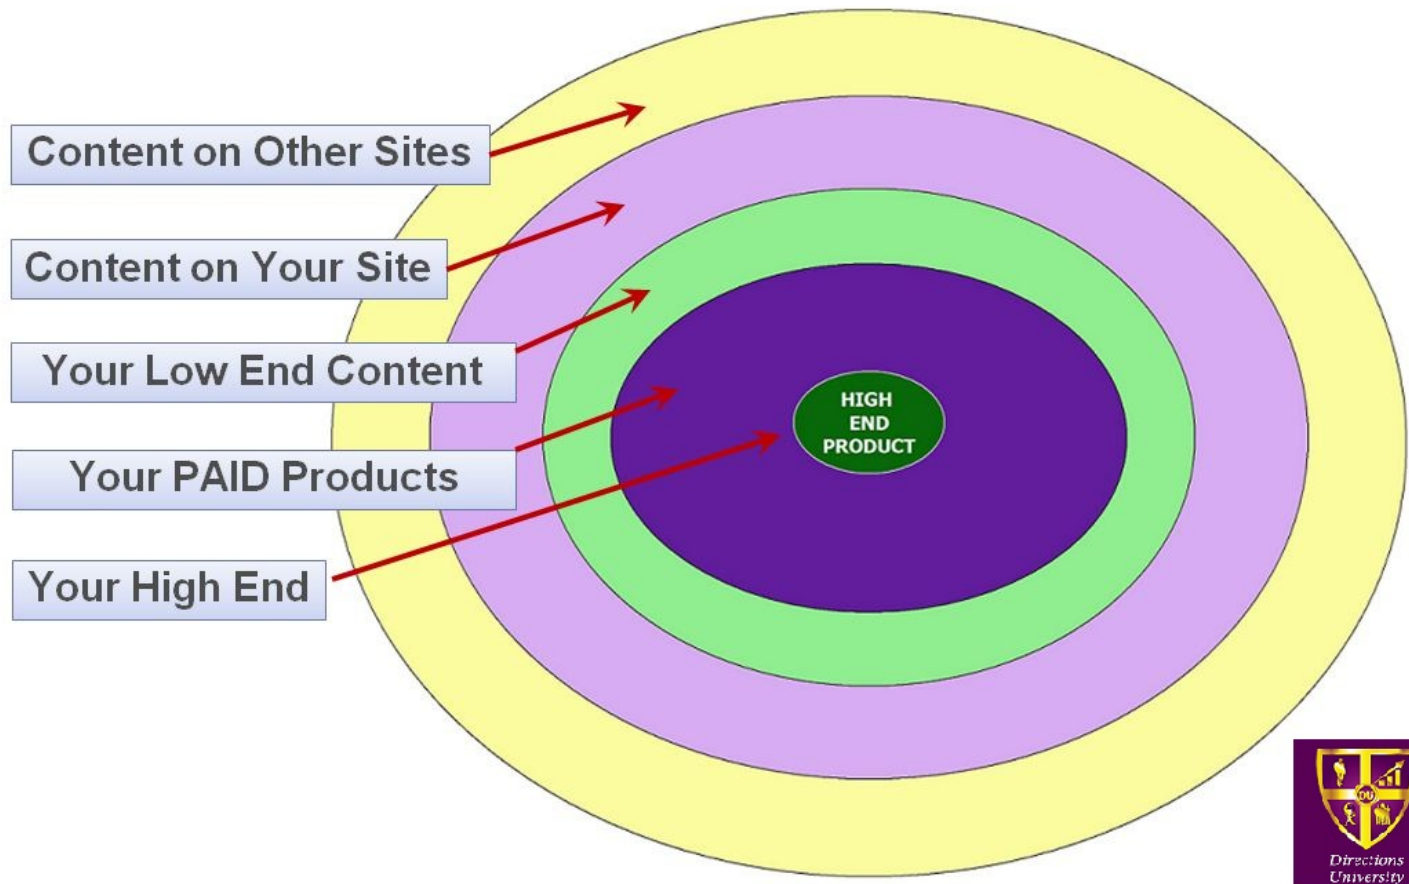 Content on Other Sites
Content on Your Site
Your Low End Content
Your PAID Products
Your High End
HIGH
END
PRODUCT
DU
Directions
University